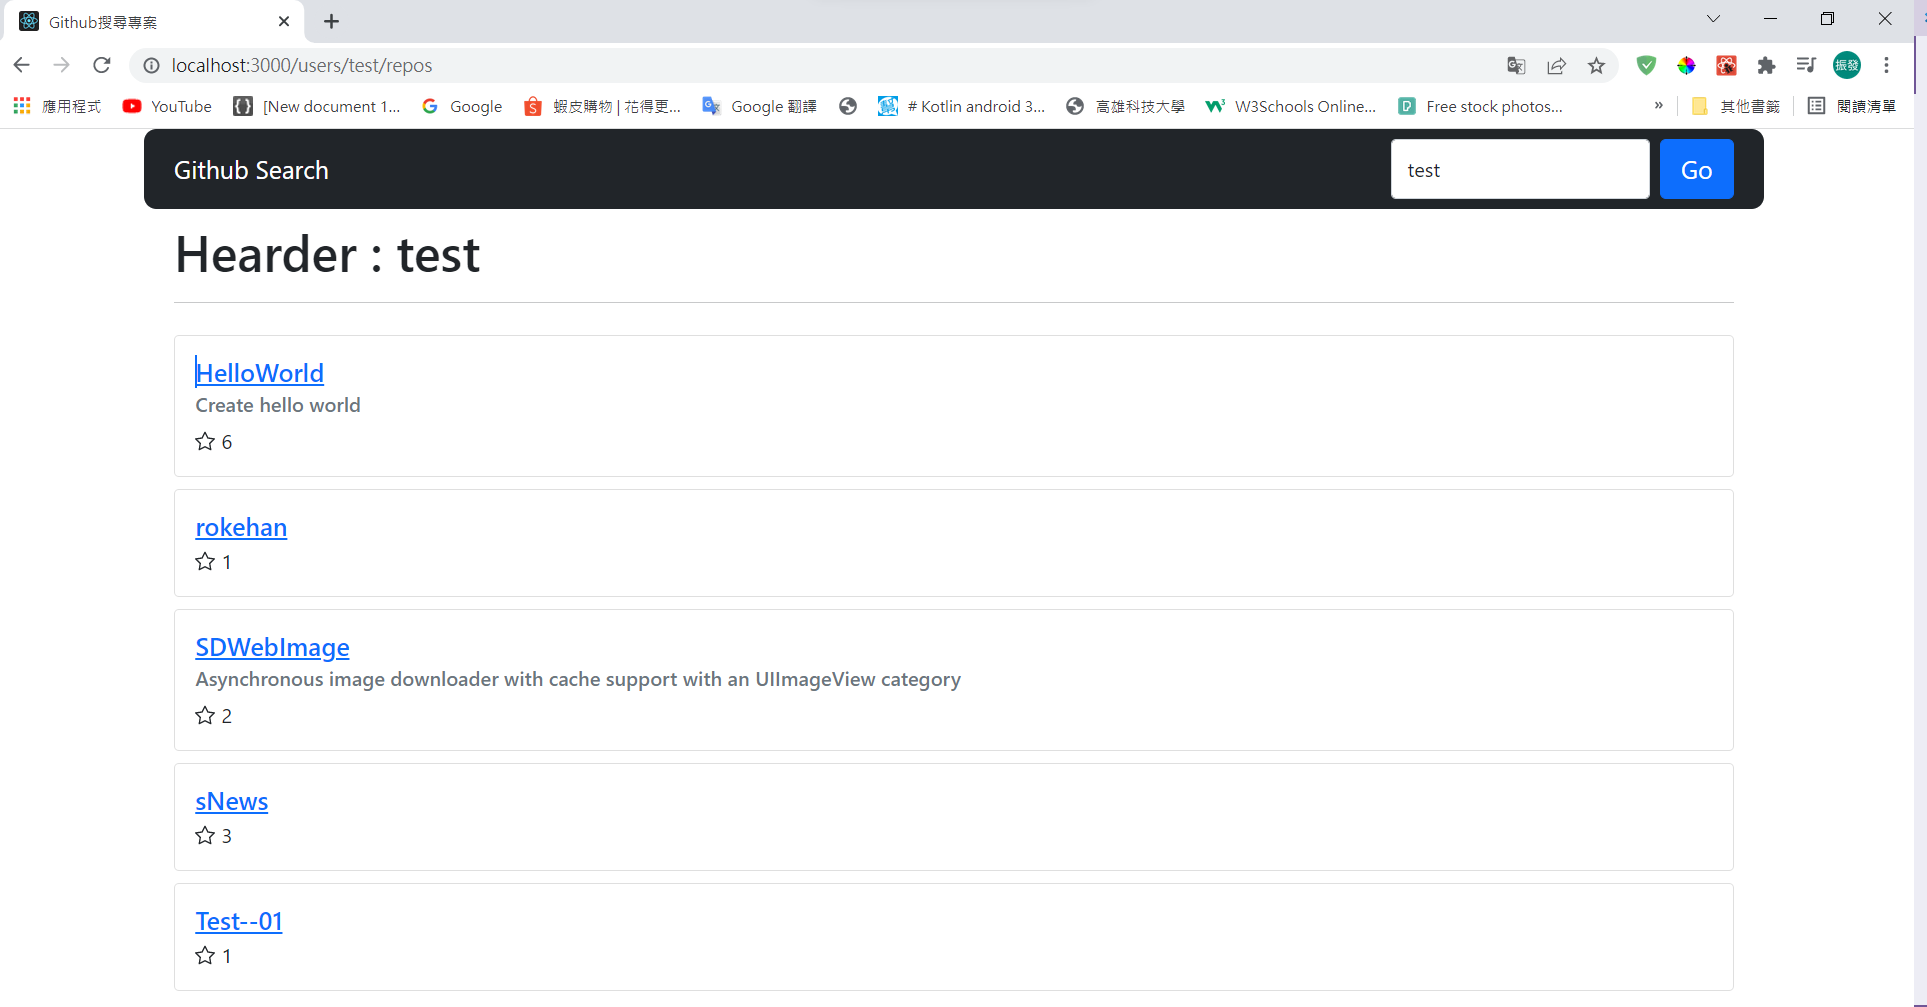 Github搜尋專案
localhost:3000/users/test/repos
振發
應用程式 YouTube [New document 1... Google 蝦皮購物 | 花得更... Google 翻譯 # Kotlin android 3... 高雄科技大學 W3Schools Online... Free stock photos... » 其他書籤 閱讀清單
Github Search test Go
Hearder : test
HelloWorld
Create hello world
6
rokehan
1
SDWebImage
Asynchronous image downloader with cache support with an UIImageView category
2
sNews
3
Test--01
1